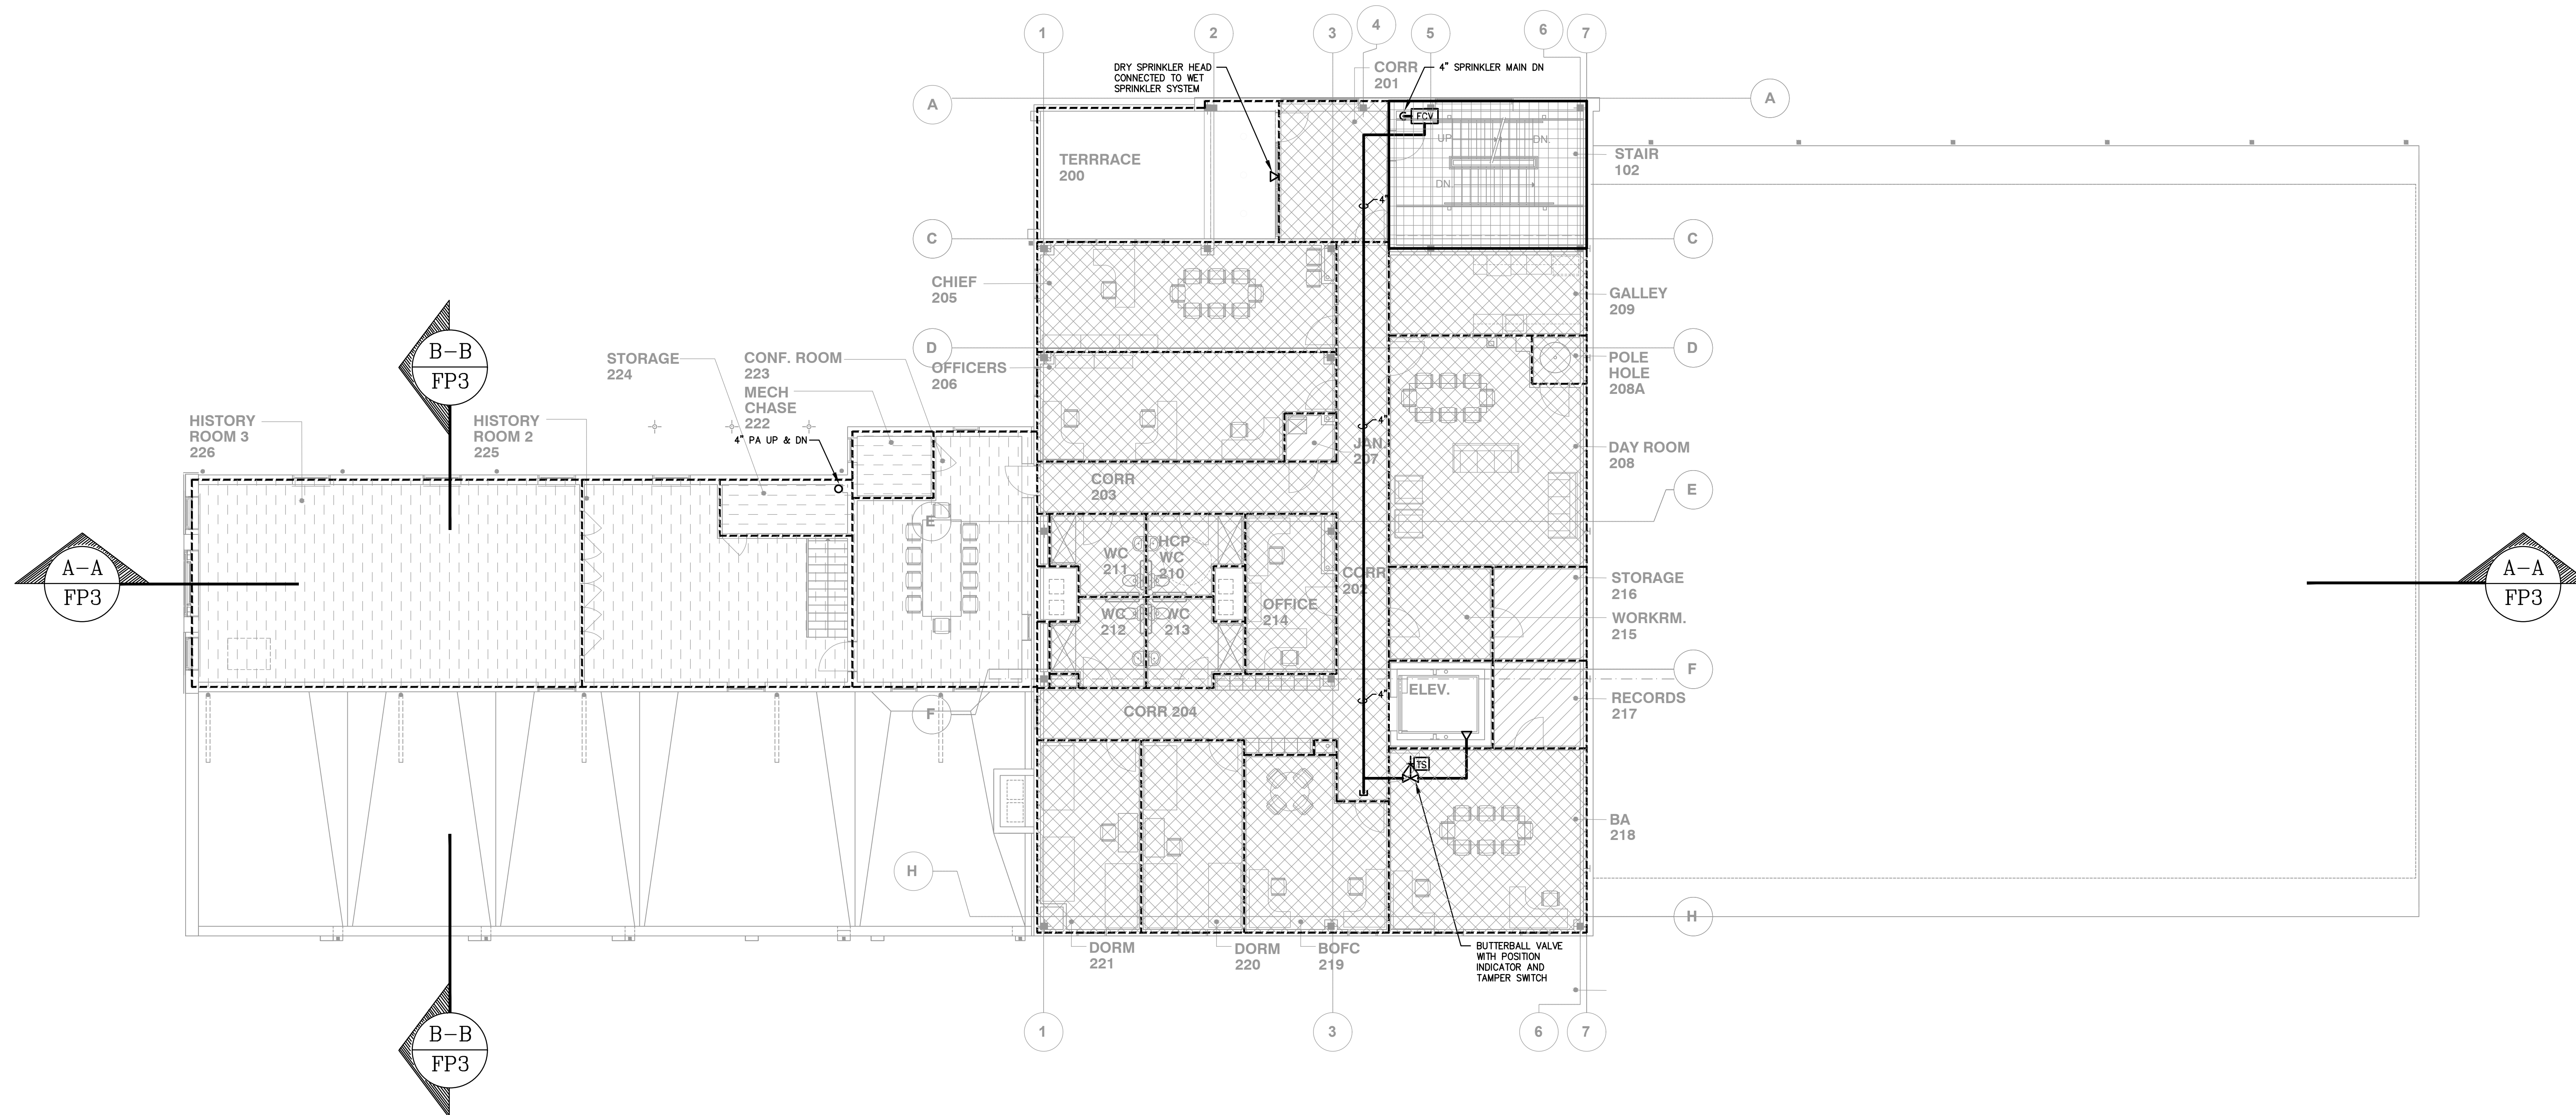 1
2
3
4
5
6
7
DRY SPRINKLER HEAD
CONNECTED TO WET
SPRINKLER SYSTEM
CORR
201
4" SPRINKLER MAIN DN
A
A
FCV
UP
DN.
DN.
TERRRACE
200
STAIR
102
4"
C
C
CHIEF
205
GALLEY
209
B-B
FP3
STORAGE
224
CONF. ROOM
223
D
D
OFFICERS
206
POLE
HOLE
208A
MECH
CHASE
222
4" PA UP & DN
HISTORY
ROOM 3
226
HISTORY
ROOM 2
225
4"
JAN.
207
DAY ROOM
208
CORR
203
E
E
A-A
FP3
WC
211
HCP
WC
210
CORR
202
STORAGE
216
A-A
FP3
WC
212
WC
213
OFFICE
214
WORKRM.
215
F
F
4"
ELEV.
RECORDS
217
CORR 204
TS
BA
218
H
H
DORM
221
DORM
220
BOFC
219
BUTTERBALL VALVE
WITH POSITION
INDICATOR AND
TAMPER SWITCH
B-B
FP3
1
3
6
7